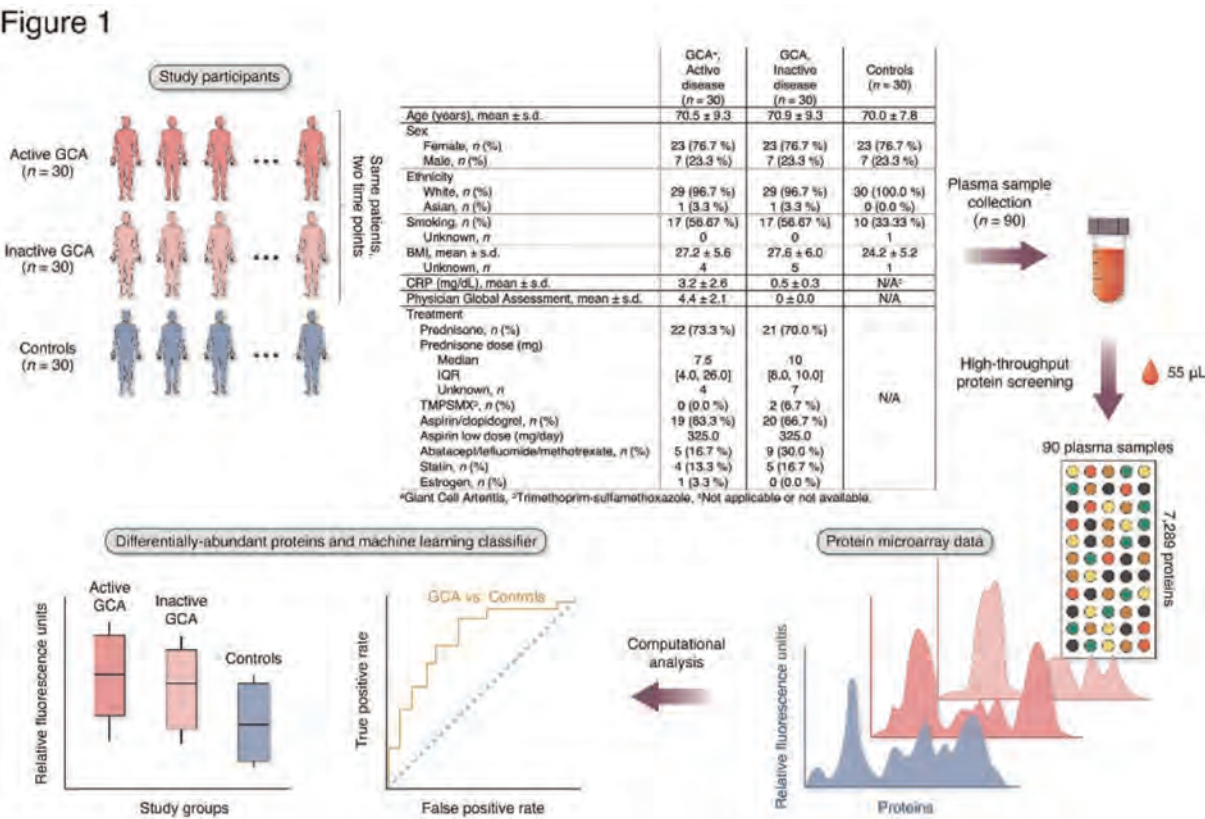 Figure 1
Study participants
Active GCA
(n = 30)
Inactive GCA
(n = 30)
Controls
(n = 30)
Same patients,
two time points
GCAᵃ, Active disease (n = 30) GCA, Inactive disease (n = 30) Controls (n = 30)
Age (years), mean ± s.d. 70.5 ± 9.3 70.9 ± 9.3 70.0 ± 7.8
Sex
Female, n (%) 23 (76.7 %) 23 (76.7 %) 23 (76.7 %)
Male, n (%) 7 (23.3 %) 7 (23.3 %) 7 (23.3 %)
Ethnicity
White, n (%) 29 (96.7 %) 29 (96.7 %) 30 (100.0 %)
Asian, n (%) 1 (3.3 %) 1 (3.3 %) 0 (0.0 %)
Smoking, n (%) 17 (56.67 %) 17 (56.67 %) 10 (33.33 %)
Unknown, n 0 0 1
BMI, mean ± s.d. 27.2 ± 5.6 27.6 ± 6.0 24.2 ± 5.2
Unknown, n 4 5 1
CRP (mg/dL), mean ± s.d. 3.2 ± 2.6 0.5 ± 0.3 N/Aᶜ
Physician Global Assessment, mean ± s.d. 4.4 ± 2.1 0 ± 0.0 N/A
Treatment
Prednisone, n (%) 22 (73.3 %) 21 (70.0 %)
Prednisone dose (mg)
Median 7.5 10
IQR [4.0, 26.0] [8.0, 10.0]
Unknown, n 4 7
N/A
TMPSMXᵇ, n (%) 0 (0.0 %) 2 (6.7 %)
Aspirin/clopidogrel, n (%) 19 (63.3 %) 20 (66.7 %)
Aspirin low dose (mg/day) 325.0 325.0
Abatacept/lefluomide/methotrexate, n (%) 5 (16.7 %) 9 (30.0 %)
Statin, n (%) 4 (13.3 %) 5 (16.7 %)
Estrogen, n (%) 1 (3.3 %) 0 (0.0 %)
ᵃGiant Cell Arteritis, ᵇTrimethoprim-sulfamethoxazole, ᶜNot applicable or not available.
Plasma sample
collection
(n = 90)
High-throughput
protein screening
55 µL
90 plasma samples
7,289 proteins
Protein microarray data
Relative fluorescence units
Proteins
Computational
analysis
Differentially-abundant proteins and machine learning classifier
Relative fluorescence units
Active
GCA
Inactive
GCA
Controls
Study groups
True positive rate
GCA vs. Controls
False positive rate